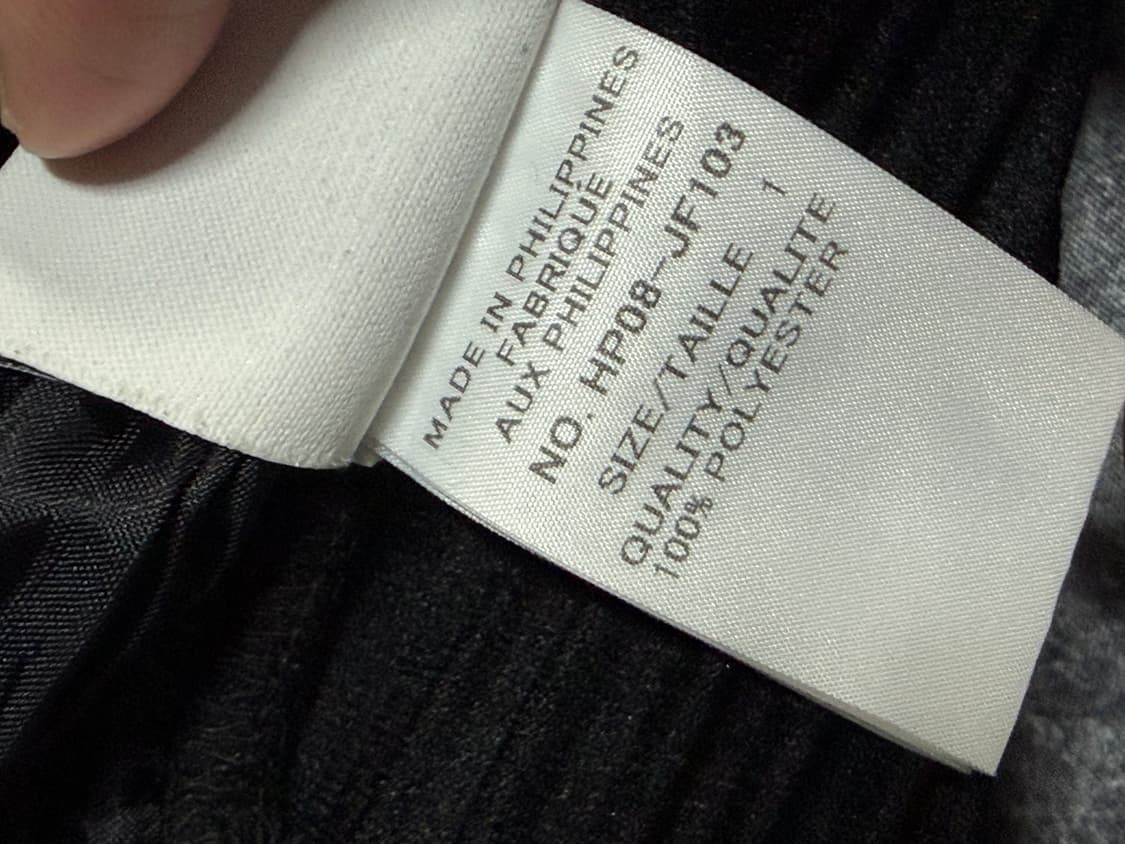 MADE IN PHILIPPINES
FABRIQUÉ
AUX PHILIPPINES
NO. HP08-JF103
SIZE/TAILLE 1
QUALITY/QUALITE
100% POLYESTER